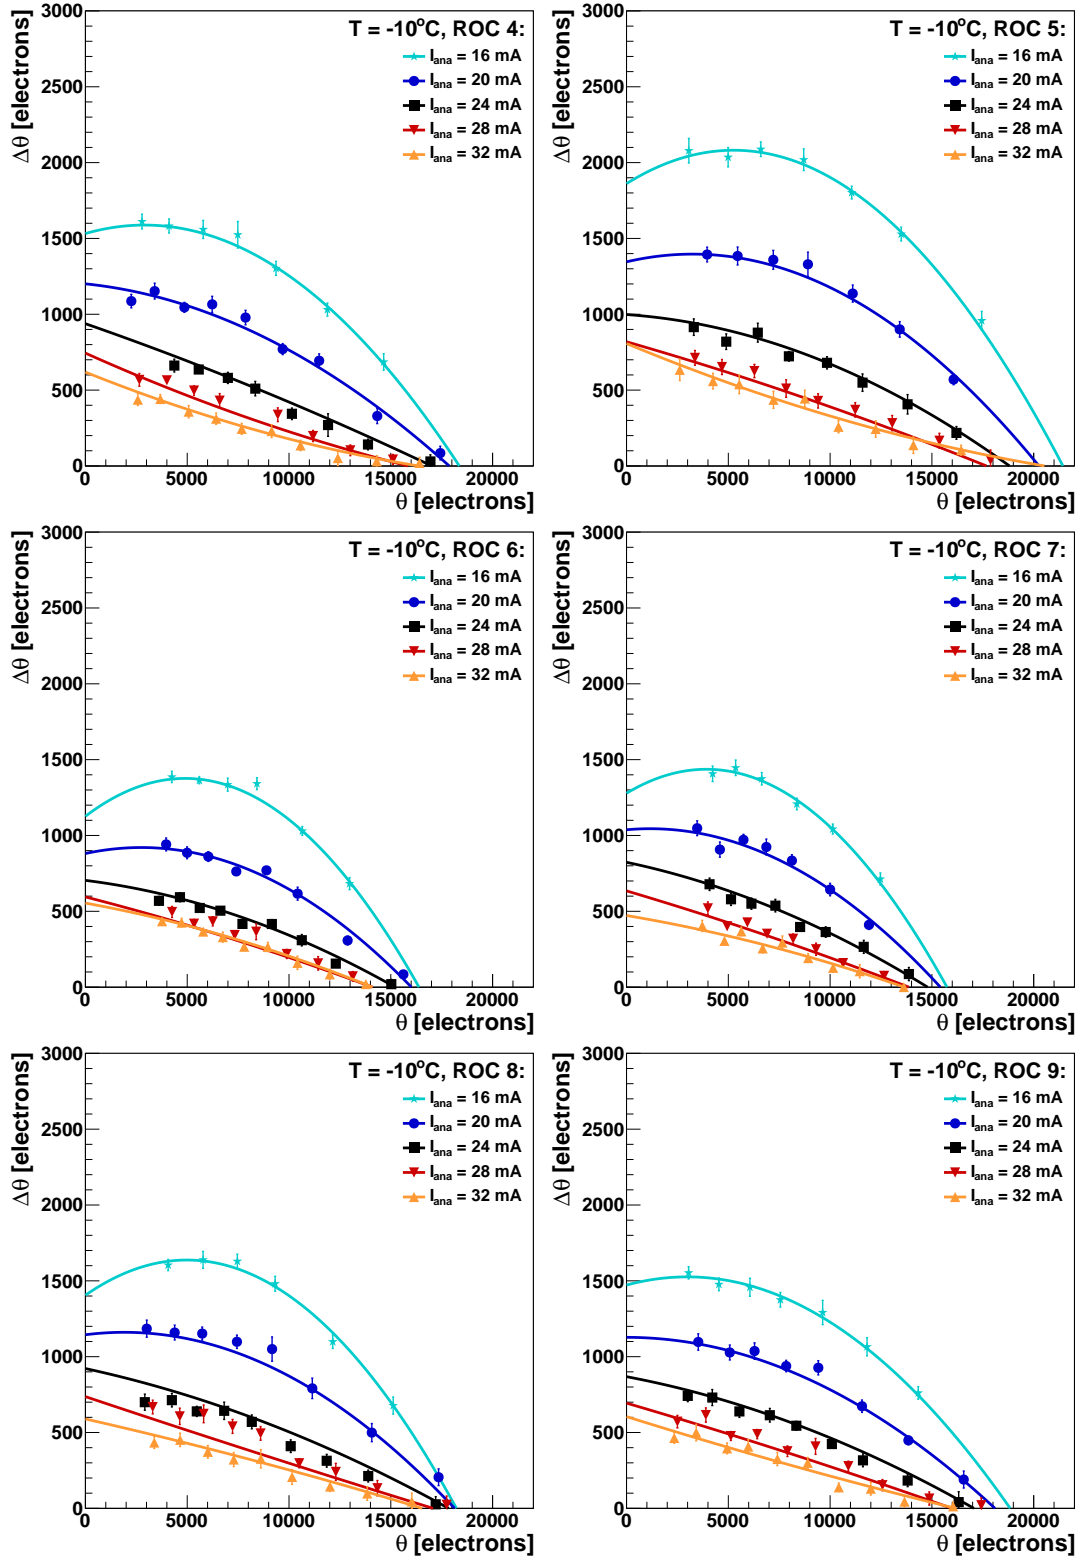 T = -10°C, ROC 4:
I_ana = 16 mA
I_ana = 20 mA
I_ana = 24 mA
I_ana = 28 mA
I_ana = 32 mA
Δθ [electrons]
3000
2500
2000
1500
1000
500
0
0 5000 10000 15000 20000
θ [electrons]
T = -10°C, ROC 5:
I_ana = 16 mA
I_ana = 20 mA
I_ana = 24 mA
I_ana = 28 mA
I_ana = 32 mA
Δθ [electrons]
3000
2500
2000
1500
1000
500
0
0 5000 10000 15000 20000
θ [electrons]
T = -10°C, ROC 6:
I_ana = 16 mA
I_ana = 20 mA
I_ana = 24 mA
I_ana = 28 mA
I_ana = 32 mA
Δθ [electrons]
3000
2500
2000
1500
1000
500
0
0 5000 10000 15000 20000
θ [electrons]
T = -10°C, ROC 7:
I_ana = 16 mA
I_ana = 20 mA
I_ana = 24 mA
I_ana = 28 mA
I_ana = 32 mA
Δθ [electrons]
3000
2500
2000
1500
1000
500
0
0 5000 10000 15000 20000
θ [electrons]
T = -10°C, ROC 8:
I_ana = 16 mA
I_ana = 20 mA
I_ana = 24 mA
I_ana = 28 mA
I_ana = 32 mA
Δθ [electrons]
3000
2500
2000
1500
1000
500
0
0 5000 10000 15000 20000
θ [electrons]
T = -10°C, ROC 9:
I_ana = 16 mA
I_ana = 20 mA
I_ana = 24 mA
I_ana = 28 mA
I_ana = 32 mA
Δθ [electrons]
3000
2500
2000
1500
1000
500
0
0 5000 10000 15000 20000
θ [electrons]